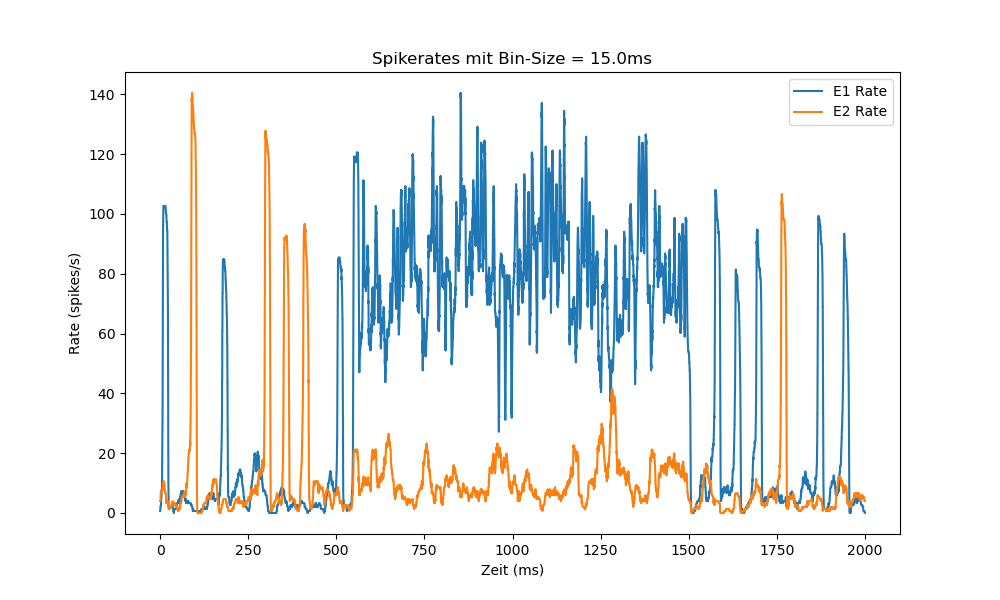 Spikerates mit Bin-Size = 15.0ms
E1 Rate
E2 Rate
Rate (spikes/s)
140
120
100
80
60
40
20
0
0 250 500 750 1000 1250 1500 1750 2000
Zeit (ms)